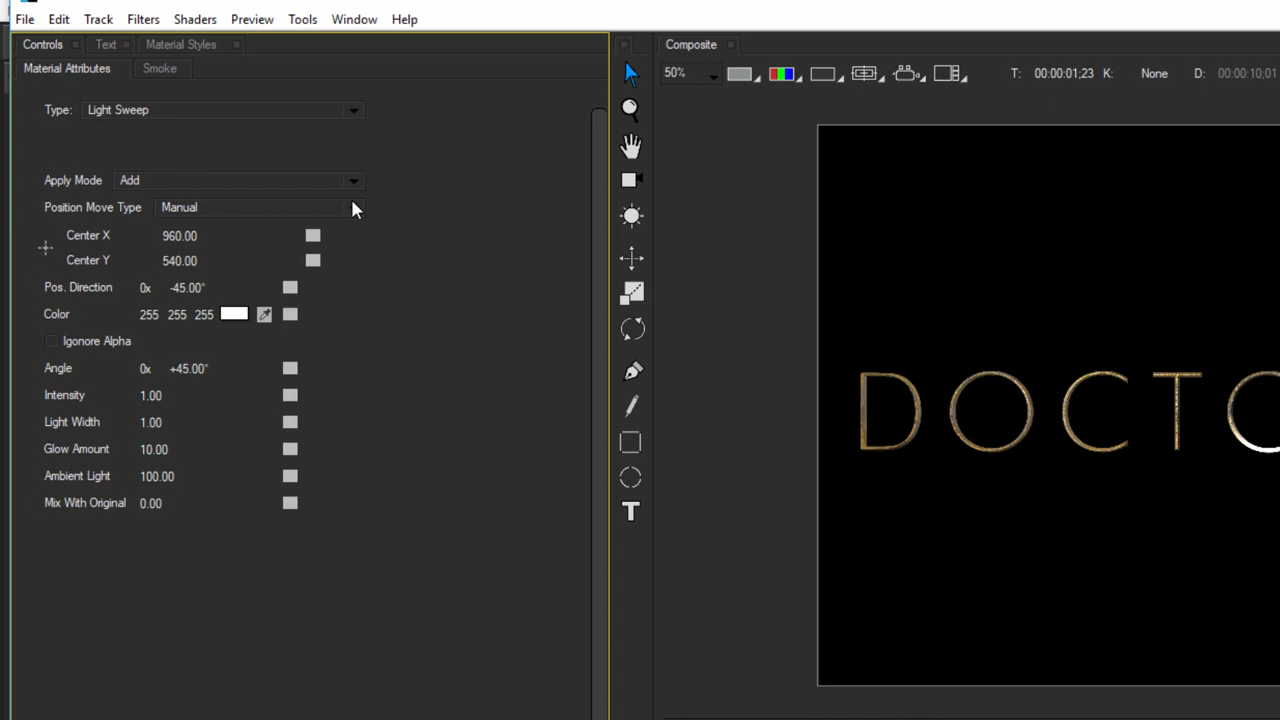 File Edit Track Filters Shaders Preview Tools Window Help
Controls Text Material Styles
Composite
Material Attributes Smoke
50%
T: 00:00:01;23 K: None D: 00:00:10;01
Type: Light Sweep
Apply Mode Add
Position Move Type Manual
Center X 960.00
Center Y 540.00
Pos. Direction 0x -45.00°
Color 255 255 255
Igonore Alpha
Angle 0x +45.00°
Intensity 1.00
Light Width 1.00
Glow Amount 10.00
Ambient Light 100.00
Mix With Original 0.00
T
DOCTO